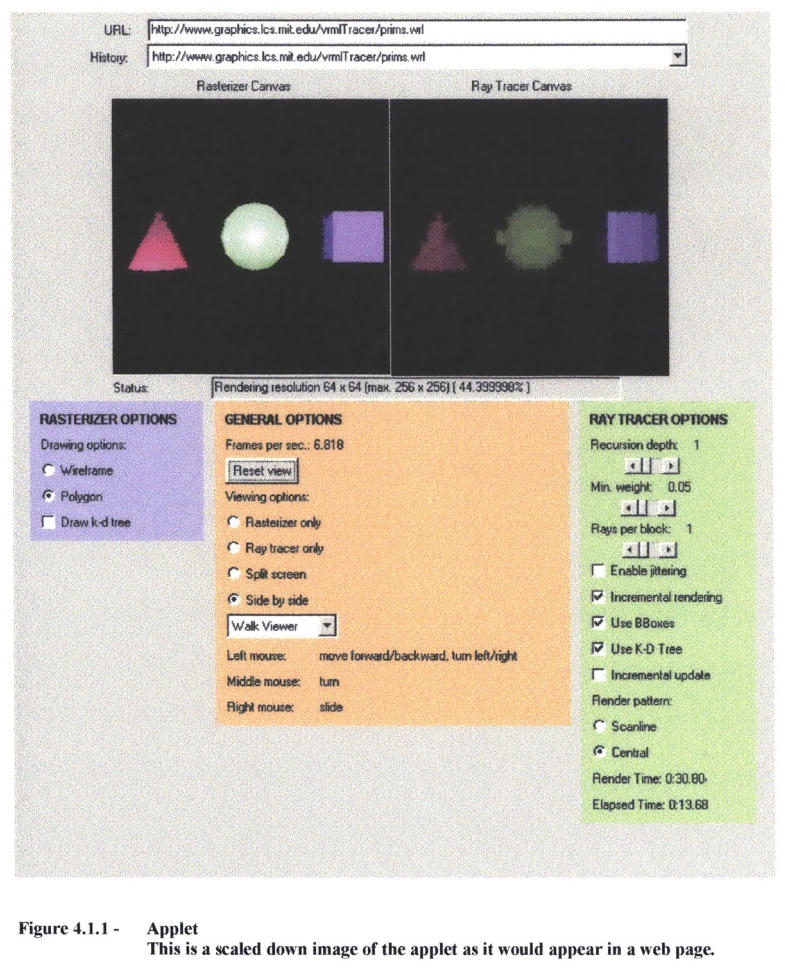 URL: http://www.graphics.lcs.mit.edu/vrmlTracer/prims.wrl
History: http://www.graphics.lcs.mit.edu/vrmlTracer/prims.wrl
Rasterizer Canvas Ray Tracer Canvas
Status: Rendering resolution 64 x 64 (max. 256 x 256) ( 44.399998% )
RASTERIZER OPTIONS
Drawing options:
Wireframe
Polygon
Draw k-d tree
GENERAL OPTIONS
Frames per sec.: 6.818
Reset view
Viewing options:
Rasterizer only
Ray tracer only
Split screen
Side by side
Walk Viewer
Left mouse: move forward/backward, turn left/right
Middle mouse: turn
Right mouse: slide
RAY TRACER OPTIONS
Recursion depth: 1
Min. weight: 0.05
Rays per block: 1
Enable jittering
Incremental rendering
Use BBoxes
Use K-D Tree
Incremental update
Render pattern:
Scanline
Central
Render Time: 0:30.80
Elapsed Time: 0:13.68
Figure 4.1.1 - Applet
This is a scaled down image of the applet as it would appear in a web page.